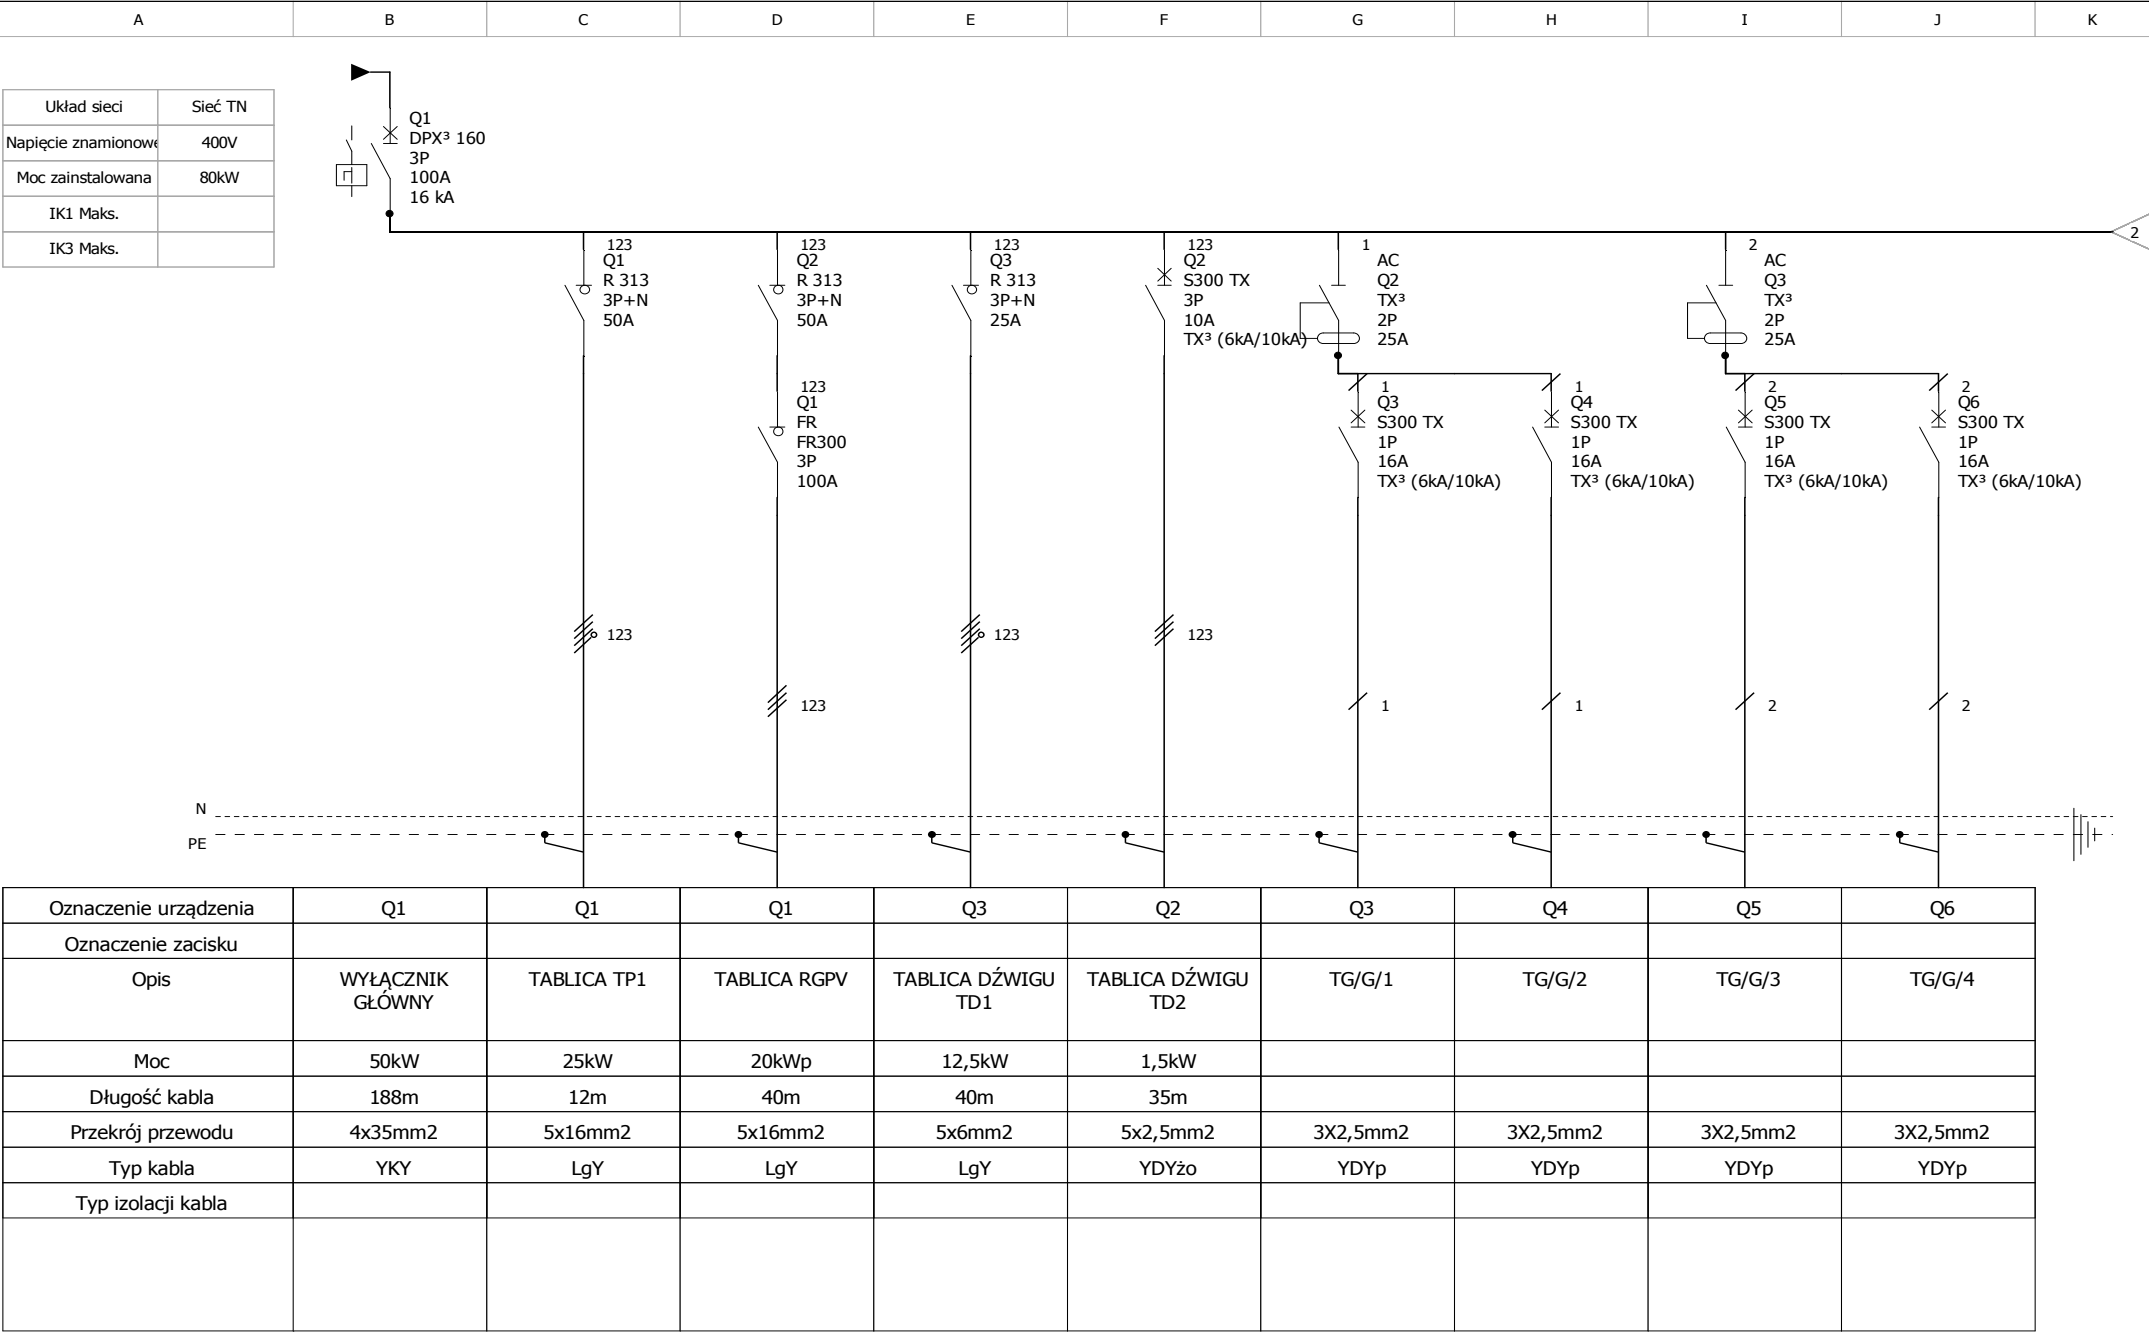 A B C D E F G H I J K
Układ sieci Sieć TN
Napięcie znamionowe 400V
Moc zainstalowana 80kW
IK1 Maks.
IK3 Maks.
Q1
DPX³ 160
3P
100A
16 kA
2
123
Q1
R 313
3P+N
50A
123
Q2
R 313
3P+N
50A
123
Q3
R 313
3P+N
25A
123
Q2
S300 TX
3P
10A
TX³ (6kA/10kA)
1
AC
Q2
TX³
2P
25A
2
AC
Q3
TX³
2P
25A
123
Q1
FR
FR300
3P
100A
1
Q3
S300 TX
1P
16A
TX³ (6kA/10kA)
1
Q4
S300 TX
1P
16A
TX³ (6kA/10kA)
2
Q5
S300 TX
1P
16A
TX³ (6kA/10kA)
2
Q6
S300 TX
1P
16A
TX³ (6kA/10kA)
123 123 123
123 1 1 2 2
N
PE
Oznaczenie urządzenia Q1 Q1 Q1 Q3 Q2 Q3 Q4 Q5 Q6
Oznaczenie zacisku
Opis WYŁĄCZNIK TABLICA TP1 TABLICA RGPV TABLICA DŹWIGU TABLICA DŹWIGU TG/G/1 TG/G/2 TG/G/3 TG/G/4
GŁÓWNY TD1 TD2
Moc 50kW 25kW 20kWp 12,5kW 1,5kW
Długość kabla 188m 12m 40m 40m 35m
Przekrój przewodu 4x35mm2 5x16mm2 5x16mm2 5x6mm2 5x2,5mm2 3X2,5mm2 3X2,5mm2 3X2,5mm2 3X2,5mm2
Typ kabla YKY LgY LgY LgY YDYżo YDYp YDYp YDYp YDYp
Typ izolacji kabla